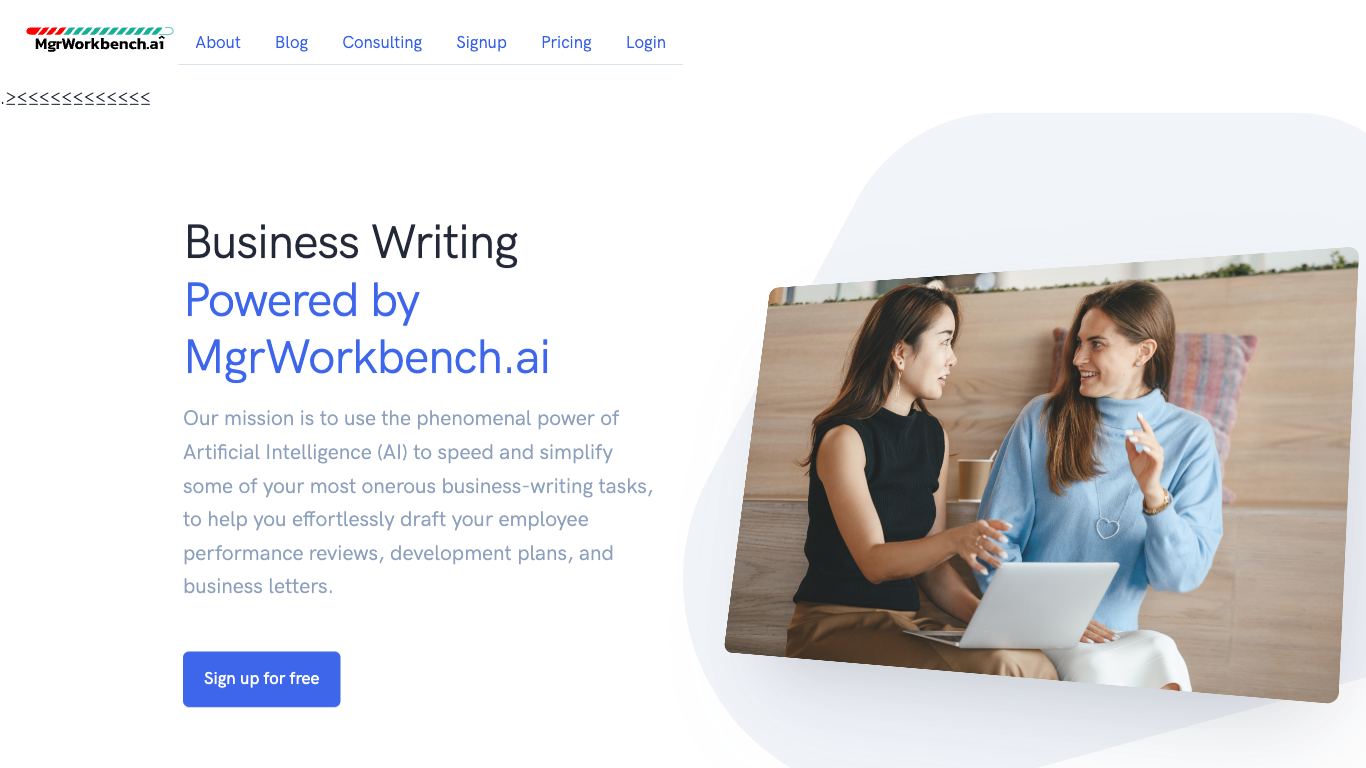 MgrWorkbench.ai
About Blog Consulting Signup Pricing Login
.><<<<<<<<<<<<<
Business Writing
Powered by
MgrWorkbench.ai
Our mission is to use the phenomenal power of
Artificial Intelligence (AI) to speed and simplify
some of your most onerous business-writing tasks,
to help you effortlessly draft your employee
performance reviews, development plans, and
business letters.
Sign up for free